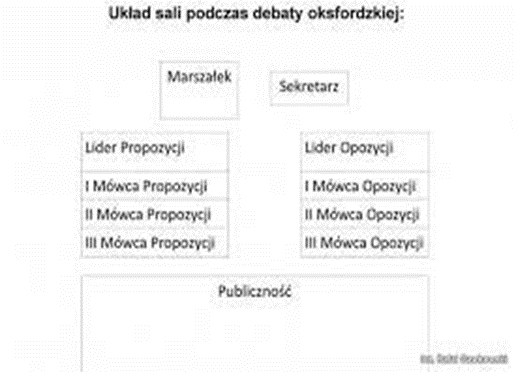 Układ sali podczas debaty oksfordzkiej:
Marszałek
Sekretarz
Lider Propozycji
I Mówca Propozycji
II Mówca Propozycji
III Mówca Propozycji
Lider Opozycji
I Mówca Opozycji
II Mówca Opozycji
III Mówca Opozycji
Publiczność